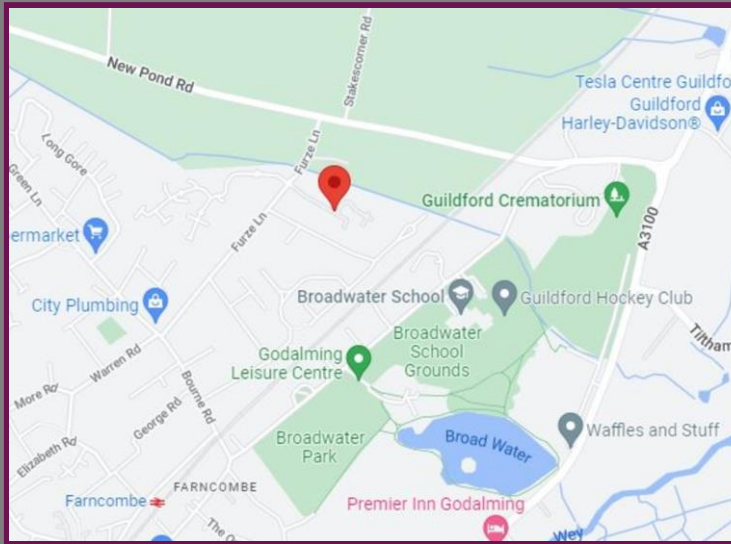 New Pond Rd
Stakescorner Rd
Tesla Centre Guildfo
Guildford
Harley-Davidson®
Long Gore
Furze Ln
Green Ln
Guildford Crematorium
A3100
ermarket
Furze Ln
City Plumbing
Broadwater School
Guildford Hockey Club
Broadwater
School
Grounds
Godalming
Leisure Centre
Tiltham
Warren Rd
More Rd
Bourne Rd
George Rd
Elizabeth Rd
Broadwater
Park
Broad Water
Waffles and Stuff
FARNCOMBE
Farncombe
Premier Inn Godalming
The O
Wey